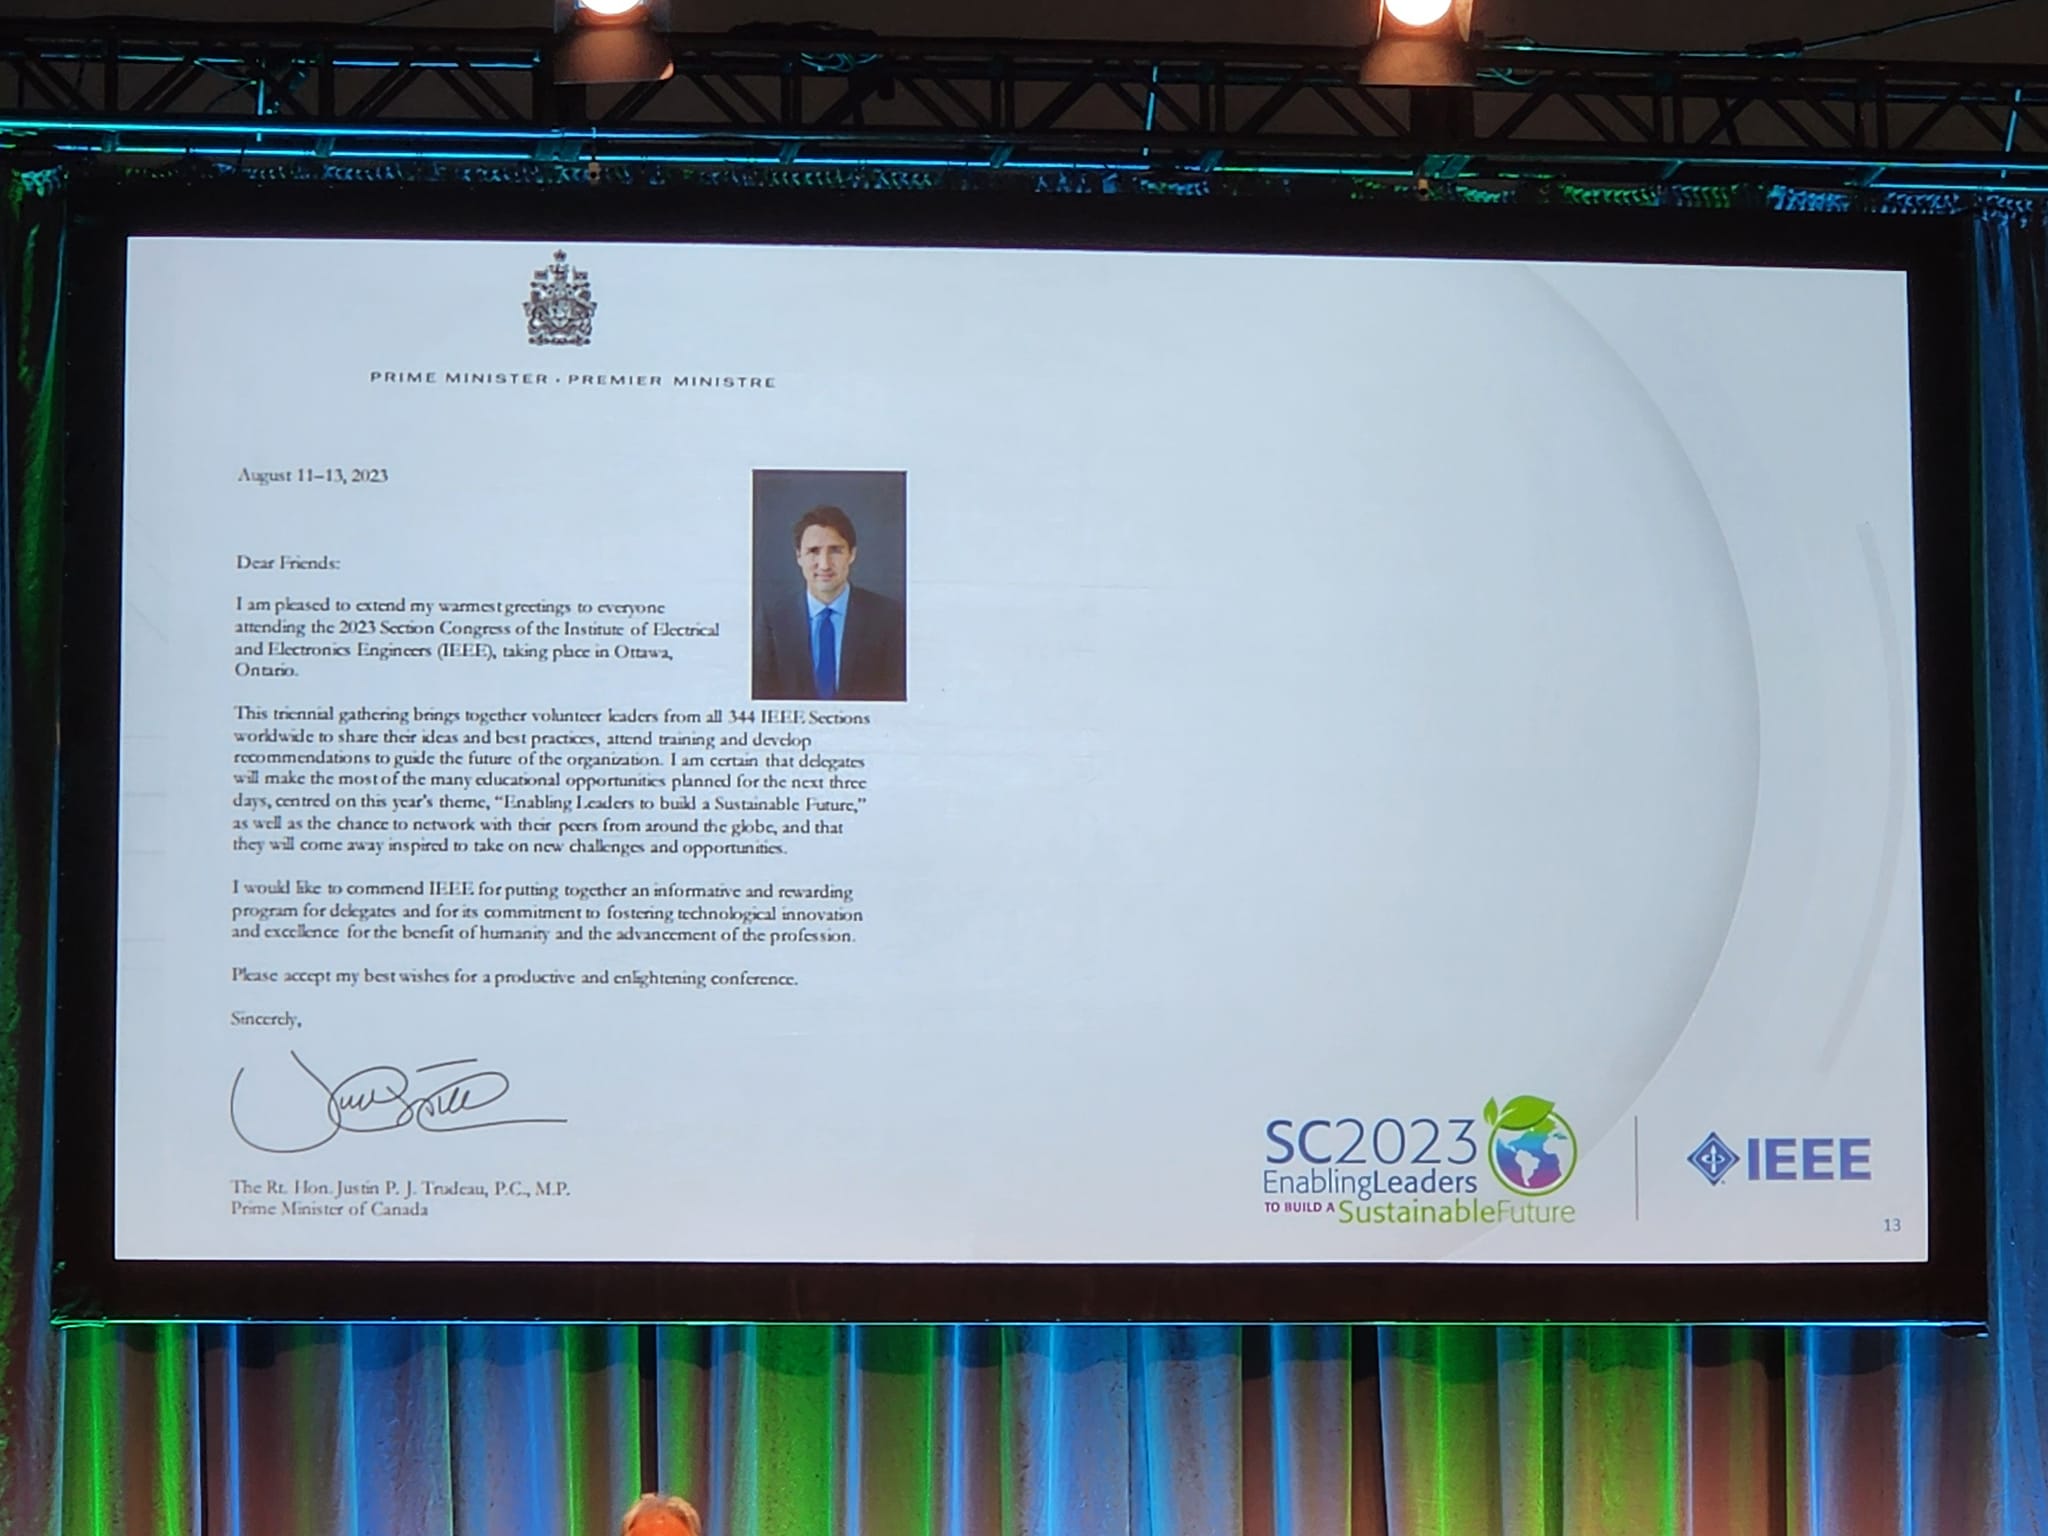 PRIME MINISTER · PREMIER MINISTRE
August 11–13, 2023
Dear Friends:
I am pleased to extend my warmest greetings to everyone
attending the 2023 Section Congress of the Institute of Electrical
and Electronics Engineers (IEEE), taking place in Ottawa,
Ontario.
This triennial gathering brings together volunteer leaders from all 344 IEEE Sections
worldwide to share their ideas and best practices, attend training and develop
recommendations to guide the future of the organization. I am certain that delegates
will make the most of the many educational opportunities planned for the next three
days, centred on this year's theme, “Enabling Leaders to build a Sustainable Future,”
as well as the chance to network with their peers from around the globe, and that
they will come away inspired to take on new challenges and opportunities.
I would like to commend IEEE for putting together an informative and rewarding
program for delegates and for its commitment to fostering technological innovation
and excellence for the benefit of humanity and the advancement of the profession.
Please accept my best wishes for a productive and enlightening conference.
Sincerely,
The Rt. Hon. Justin P. J. Trudeau, P.C., M.P.
Prime Minister of Canada
SC2023
EnablingLeaders
TO BUILD A SustainableFuture
IEEE
13